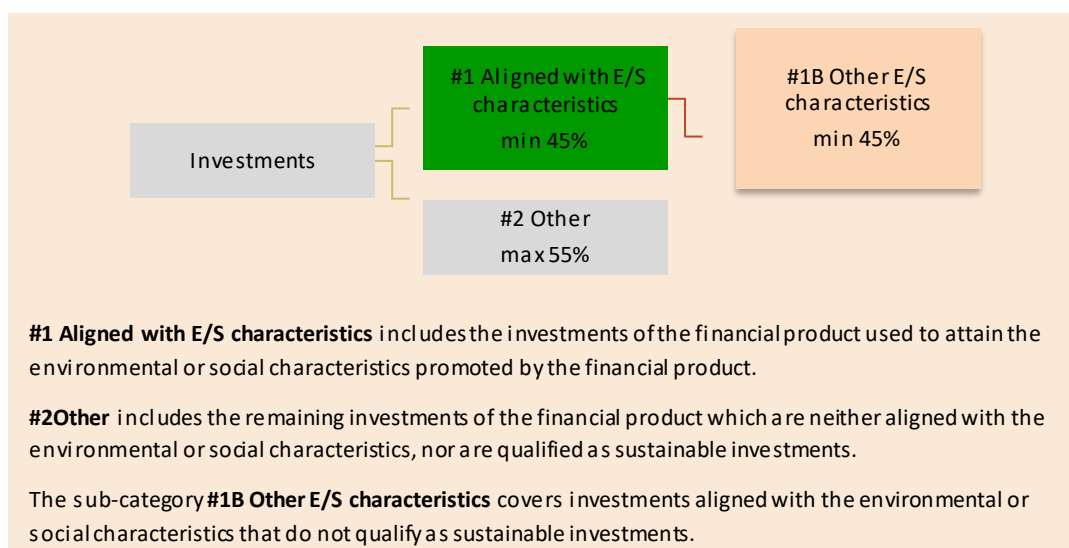 #1 Aligned with E/S
characteristics
min 45%
#1B Other E/S
characteristics
min 45%
Investments
#2 Other
max 55%
#1 Aligned with E/S characteristics includes the investments of the financial product used to attain the
environmental or social characteristics promoted by the financial product.
#2Other includes the remaining investments of the financial product which are neither aligned with the
environmental or social characteristics, nor are qualified as sustainable investments.
The sub-category #1B Other E/S characteristics covers investments aligned with the environmental or
social characteristics that do not qualify as sustainable investments.